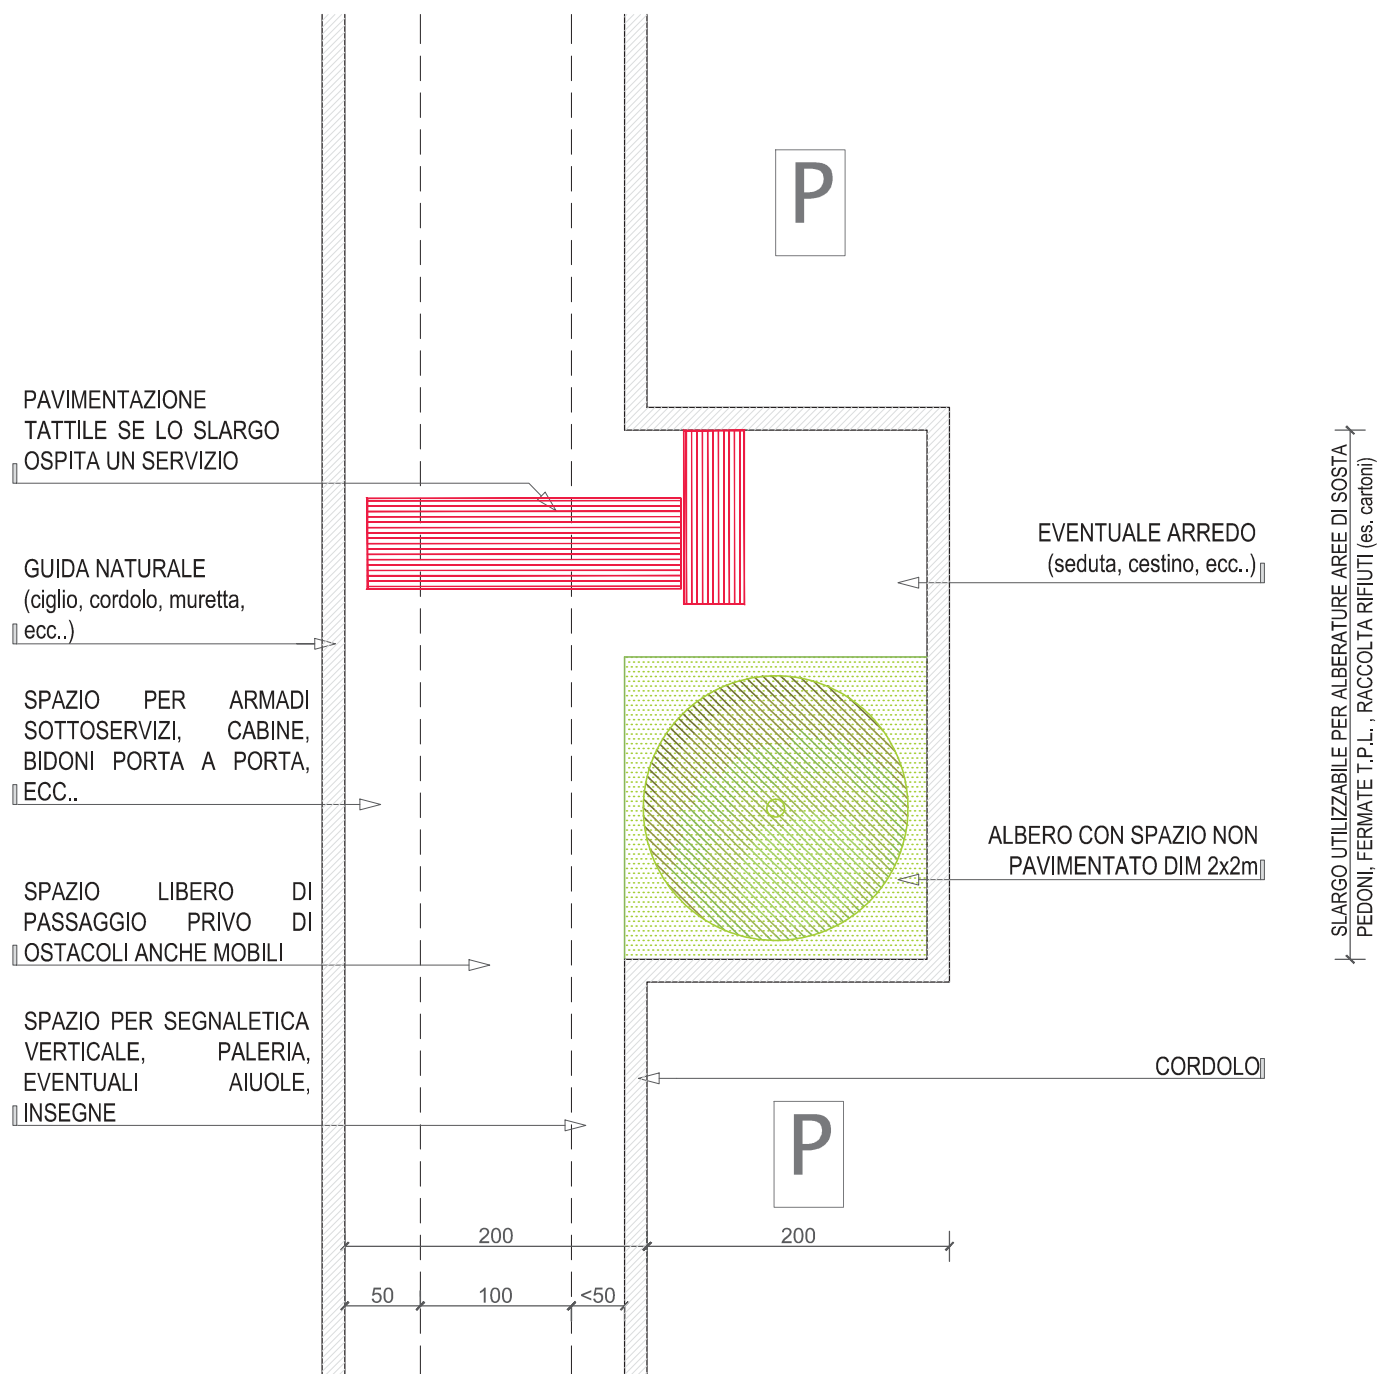 P
PAVIMENTAZIONE
TATTILE SE LO SLARGO
OSPITA UN SERVIZIO
GUIDA NATURALE
(ciglio, cordolo, muretta,
ecc..)
SPAZIO PER ARMADI
SOTTOSERVIZI, CABINE,
BIDONI PORTA A PORTA,
ECC..
SPAZIO LIBERO DI
PASSAGGIO PRIVO DI
OSTACOLI ANCHE MOBILI
SPAZIO PER SEGNALETICA
VERTICALE, PALERIA,
EVENTUALI AIUOLE,
INSEGNE
EVENTUALE ARREDO
(seduta, cestino, ecc..)
ALBERO CON SPAZIO NON
PAVIMENTATO DIM 2x2m
CORDOLO
SLARGO UTILIZZABILE PER ALBERATURE AREE DI SOSTA
PEDONI, FERMATE T.P.L. , RACCOLTA RIFIUTI (es. cartoni)
P
200 200
50 100 <50